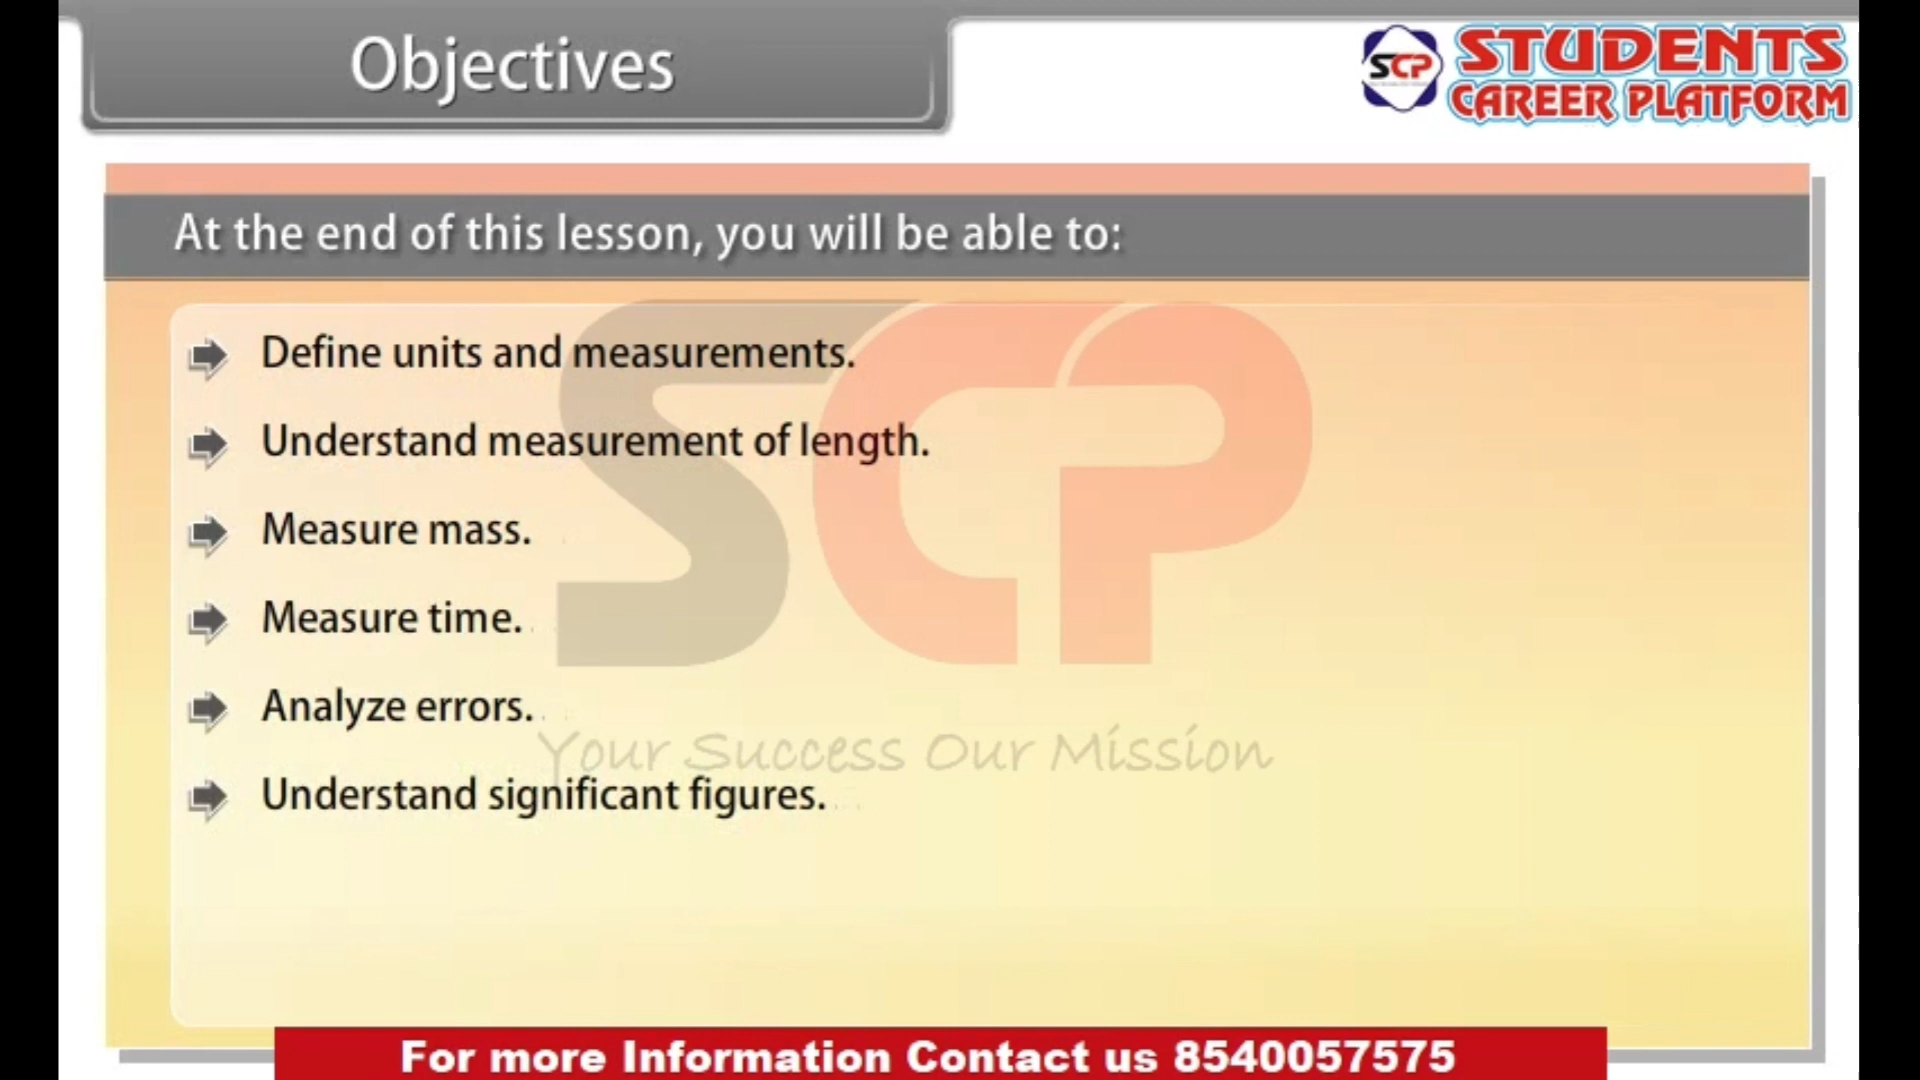 Objectives
SCP STUDENTS
CAREER PLATFORM
At the end of this lesson, you will be able to:
Define units and measurements.
Understand measurement of length.
Measure mass.
Measure time.
Analyze errors.
Understand significant figures.
SCP
Your Success Our Mission
For more Information Contact us 8540057575